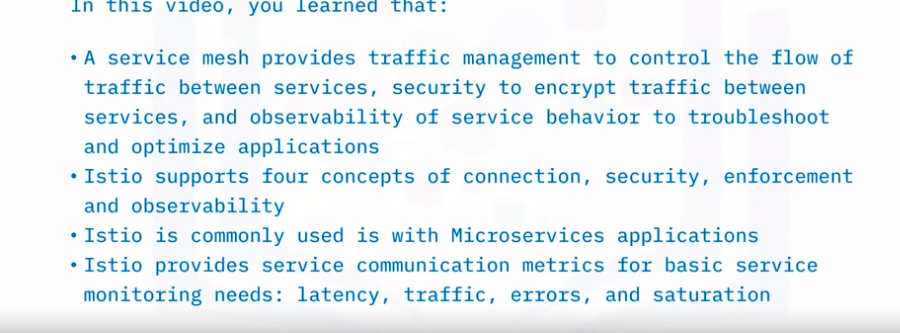 In this video, you learned that:
• A service mesh provides traffic management to control the flow of
traffic between services, security to encrypt traffic between
services, and observability of service behavior to troubleshoot
and optimize applications
• Istio supports four concepts of connection, security, enforcement
and observability
• Istio is commonly used is with Microservices applications
• Istio provides service communication metrics for basic service
monitoring needs: latency, traffic, errors, and saturation